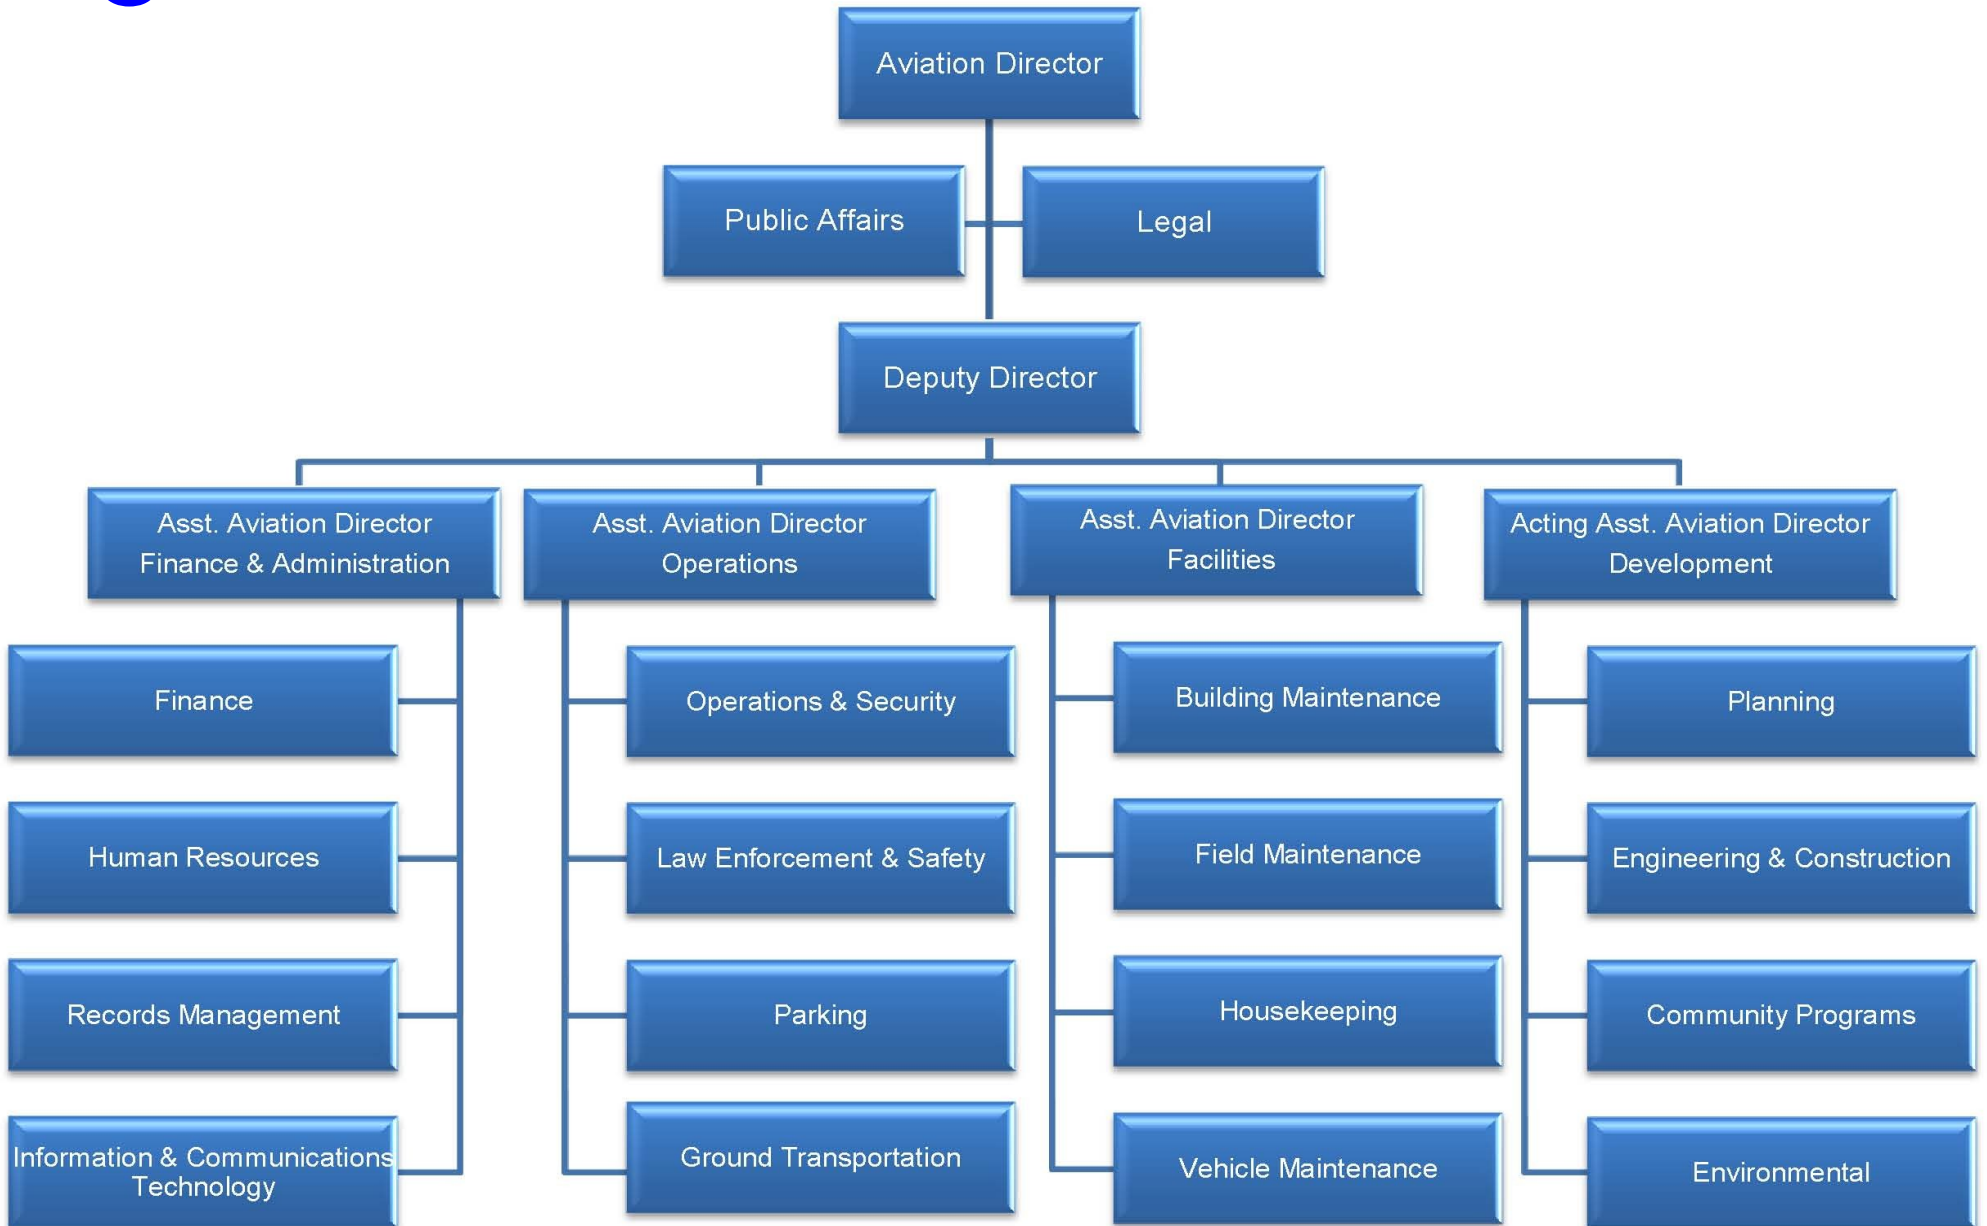 Aviation Director
Public Affairs
Legal
Deputy Director
Asst. Aviation Director
Finance & Administration
Asst. Aviation Director
Operations
Asst. Aviation Director
Facilities
Acting Asst. Aviation Director
Development
Finance
Human Resources
Records Management
Information & Communications
Technology
Operations & Security
Law Enforcement & Safety
Parking
Ground Transportation
Building Maintenance
Field Maintenance
Housekeeping
Vehicle Maintenance
Planning
Engineering & Construction
Community Programs
Environmental